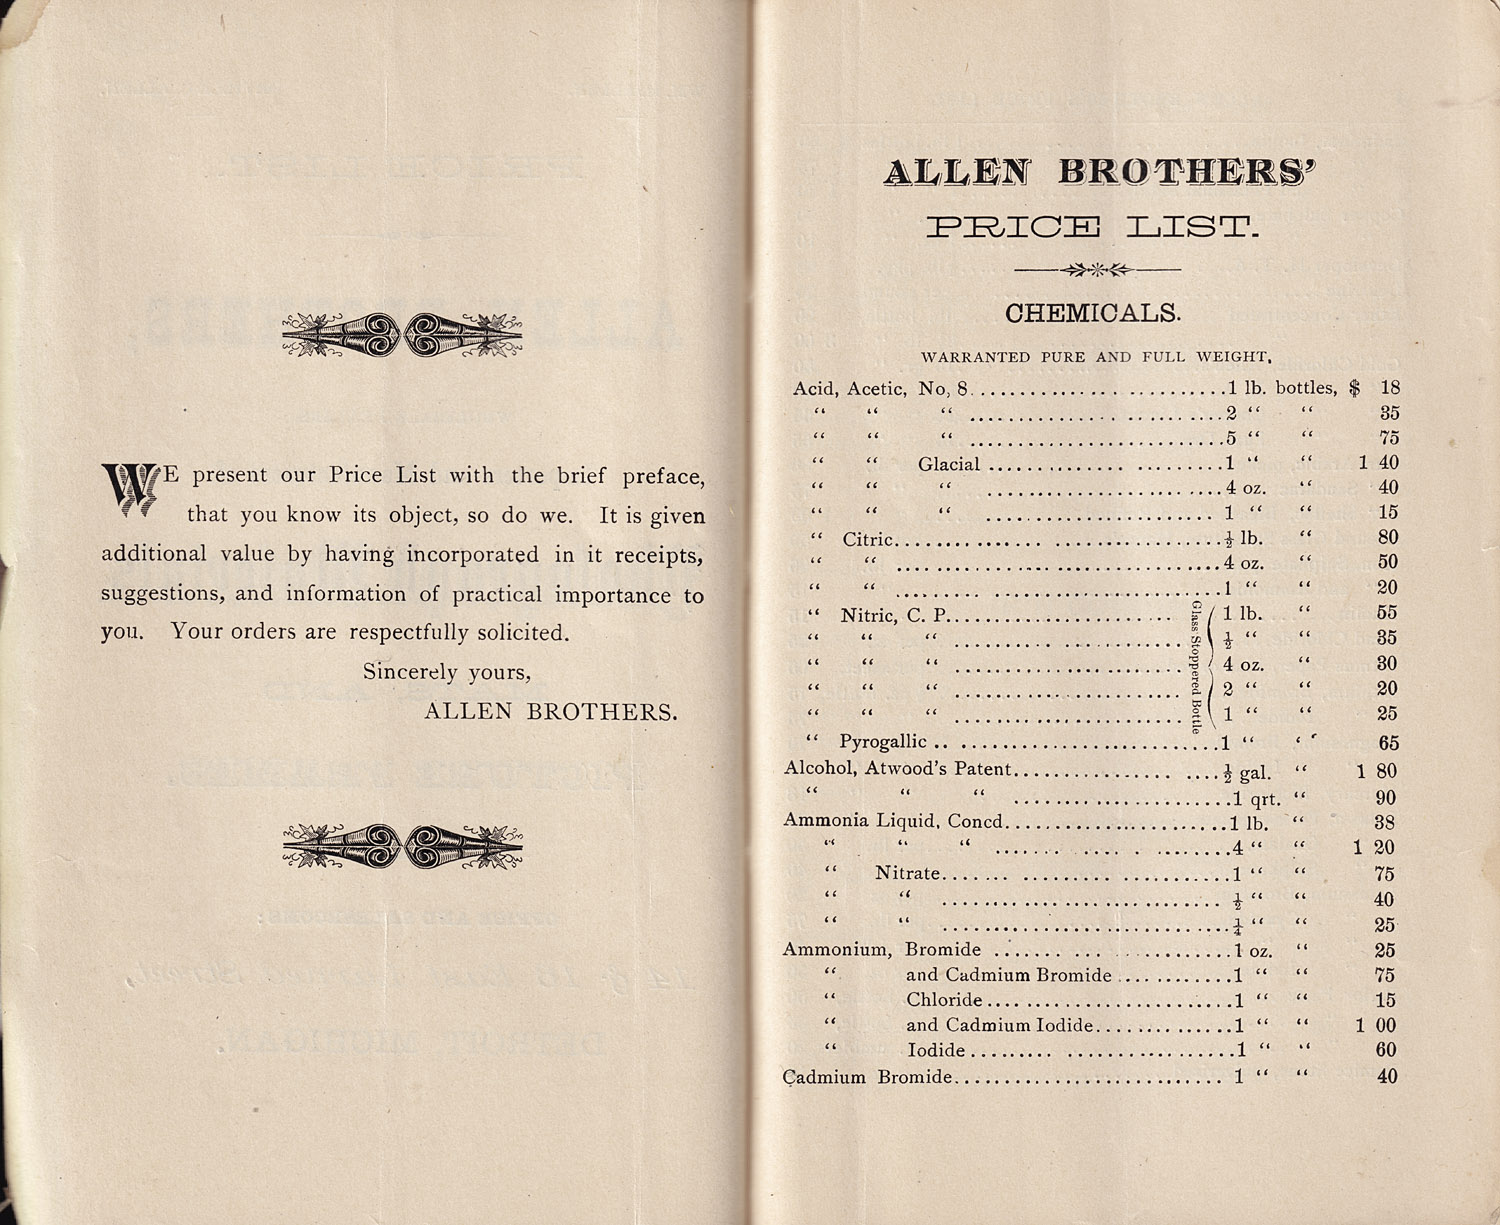 WE present our Price List with the brief preface,
that you know its object, so do we. It is given
additional value by having incorporated in it receipts,
suggestions, and information of practical importance to
you. Your orders are respectfully solicited.
Sincerely yours,
ALLEN BROTHERS.
ALLEN BROTHERS'
PRICE LIST.
CHEMICALS.
WARRANTED PURE AND FULL WEIGHT,
Acid, Acetic, No, 8..............................1 lb. bottles, $ 18
“ “ “ ..............................2 “ “ 35
“ “ “ ..............................5 “ “ 75
“ “ Glacial ..............................1 “ “ 1 40
“ “ “ ..............................4 oz. “ 40
“ “ “ ..............................1 “ “ 15
“ Citric..............................½ lb. “ 80
“ “ ..............................4 oz. “ 50
“ “ ..............................1 “ “ 20
“ Nitric, C. P.............................. 1 lb. “ 55
“ “ “ .............................. ½ “ “ 35
“ “ “ .............................. 4 oz. “ 30
“ “ “ .............................. 2 “ “ 20
“ “ “ .............................. 1 “ “ 25
Glass Stoppered Bottle
“ Pyrogallic .. ..............................1 “ “ 65
Alcohol, Atwood's Patent.................. ....½ gal. “ 1 80
“ “ “ ..............................1 qrt. “ 90
Ammonia Liquid, Concd..............................1 lb. “ 38
“ “ “ ..............................4 “ “ 1 20
“ Nitrate..............................1 “ “ 75
“ “ ..............................½ “ “ 40
“ “ ..............................¼ “ “ 25
Ammonium, Bromide ..............................1 oz. “ 25
“ and Cadmium Bromide ..............1 “ “ 75
“ Chloride..............................1 “ “ 15
“ and Cadmium Iodide..................1 “ “ 1 00
“ Iodide..............................1 “ “ 60
Cadmium Bromide.............................. 1 “ “ 40